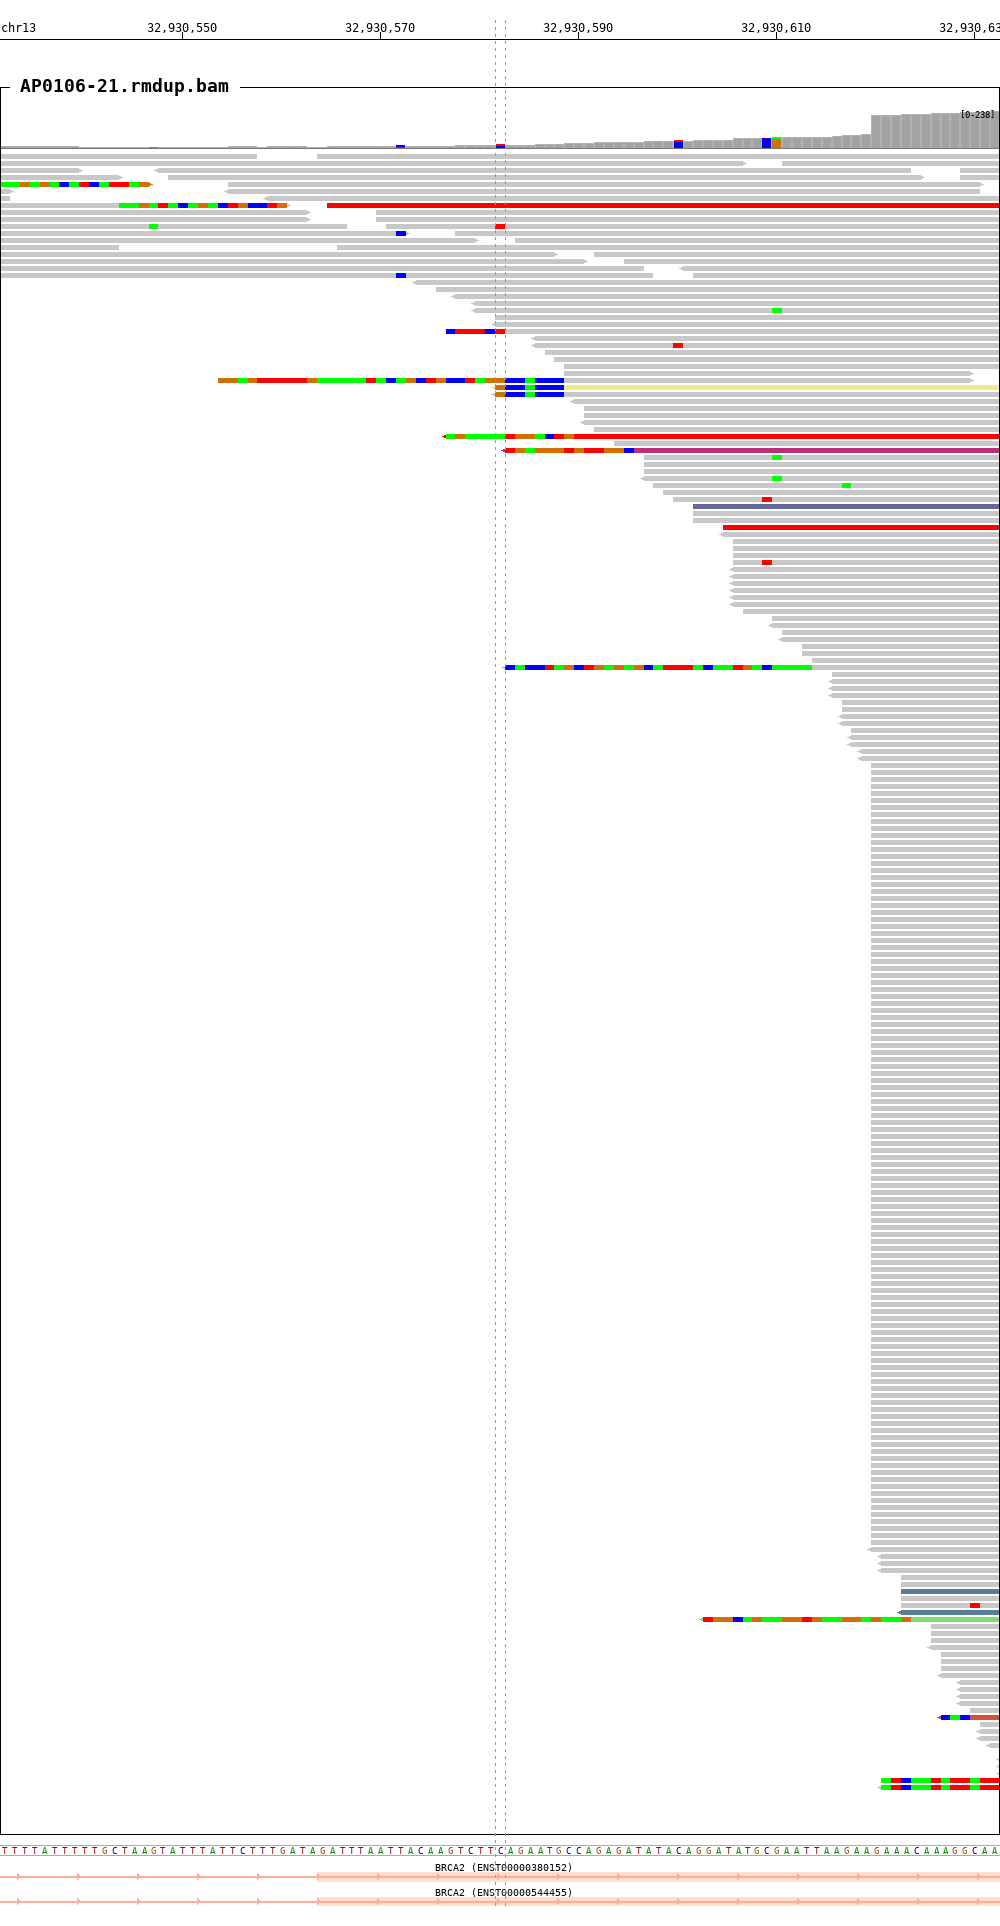 chr13 32,930,550 32,930,570 32,930,590 32,930,610 32,930,63
AP0106-21.rmdup.bam
[0-238]
TTTTATTTTTGCTAAGTATTTATTCTTTGATAGATTTAATTACAAGTCTTCAGAATGCCAGAGATATACAGGATATGCGAATTAAGAAGAAACAAAGGCAA
BRCA2 (ENST00000380152)
BRCA2 (ENST00000544455)